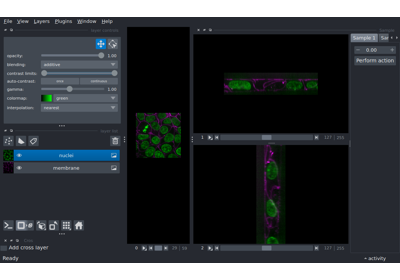 File View Layers Plugins Window Help
opacity: 1.00
blending: additive
contrast limits:
auto-contrast: once continuous
gamma: 1.00
colormap: green
interpolation: nearest
nuclei
membrane
Add cross layer
Ready
0
1 127 255
2 127 255
Sample 1 Sa
0.00
Perform action
activity